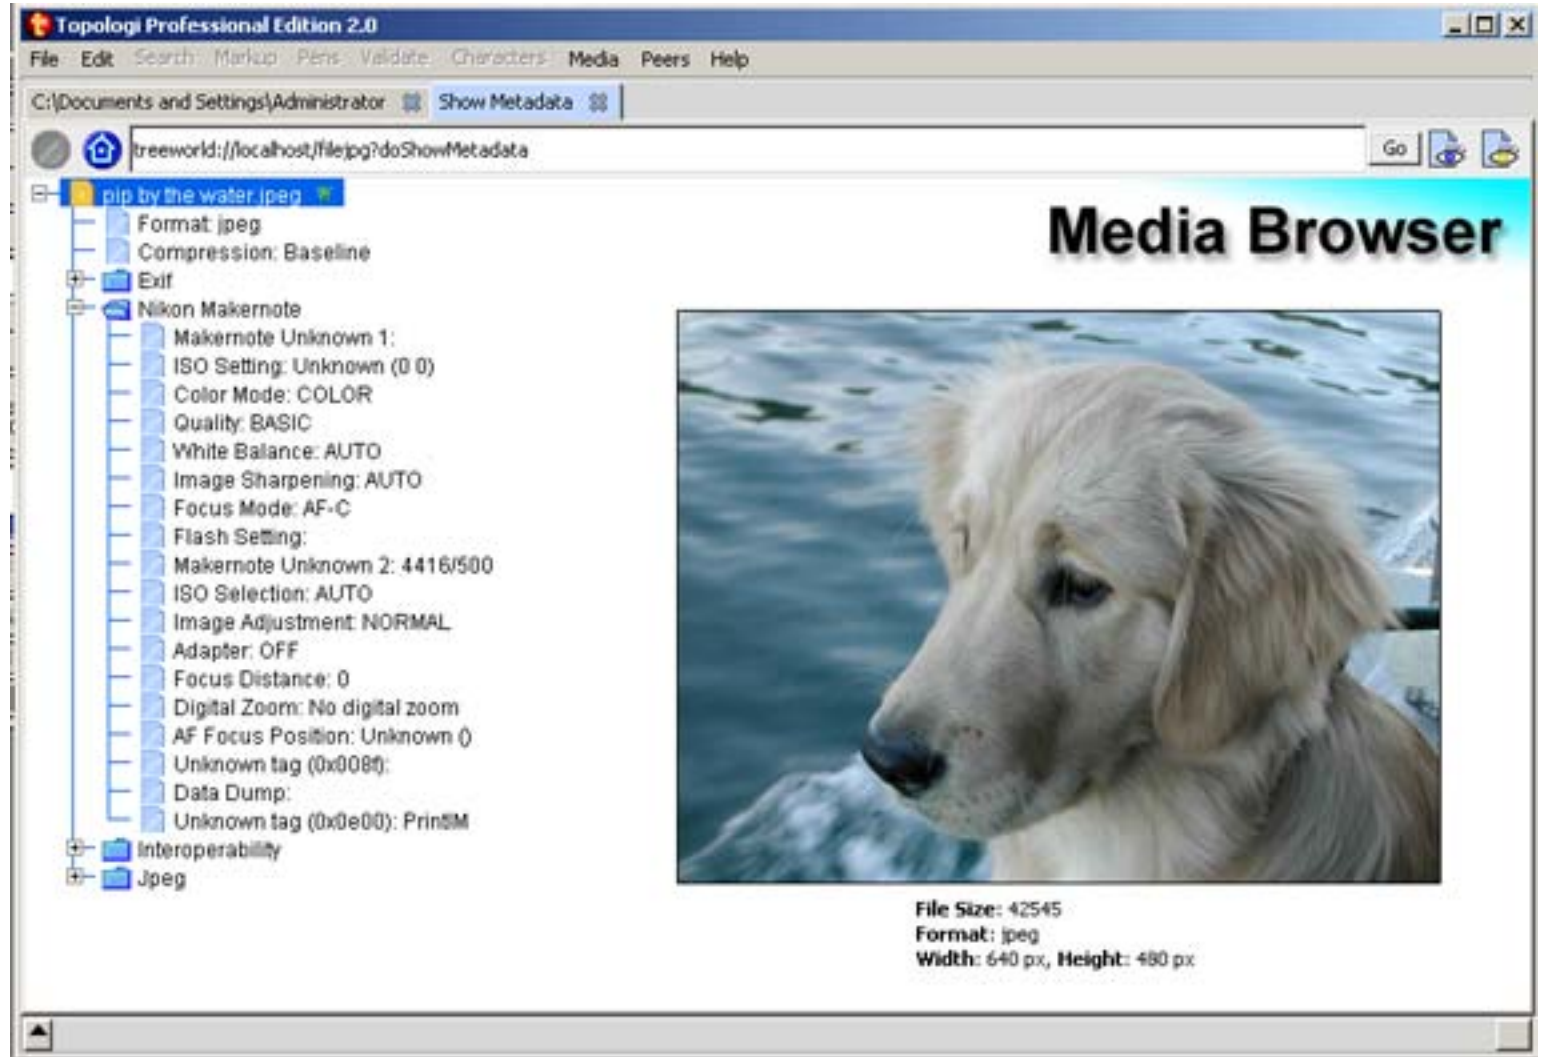 Topologi Professional Edition 2.0
File Edit Search Markup Pens Validate Characters Media Peers Help
C:\Documents and Settings\Administrator Show Metadata
treeworld://localhost/filejpg?doShowMetadata Go
pip by the water.jpeg
Media Browser
Format: jpeg
Compression: Baseline
Exif
Nikon Makernote
Makernote Unknown 1:
ISO Setting: Unknown (0 0)
Color Mode: COLOR
Quality: BASIC
White Balance: AUTO
Image Sharpening: AUTO
Focus Mode: AF-C
Flash Setting:
Makernote Unknown 2: 4416/500
ISO Selection: AUTO
Image Adjustment: NORMAL
Adapter: OFF
Focus Distance: 0
Digital Zoom: No digital zoom
AF Focus Position: Unknown ()
Unknown tag (0x008f):
Data Dump:
Unknown tag (0x0e00): PrintIM
Interoperability
Jpeg
File Size: 42545
Format: jpeg
Width: 640 px, Height: 480 px